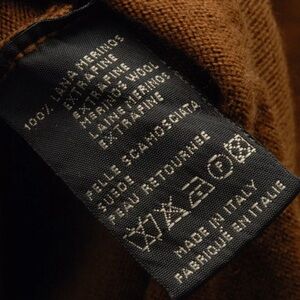 100% LANA MERINOS
EXTRAFINE
EXTRAFINE
MERINOS WOOL
LAINE MERINOS
EXTRAFINE
PELLE SCAMOSCIATA
SUEDE
PEAU RETOURNEE
P
MADE IN ITALY
FABRIQUE EN ITALIE